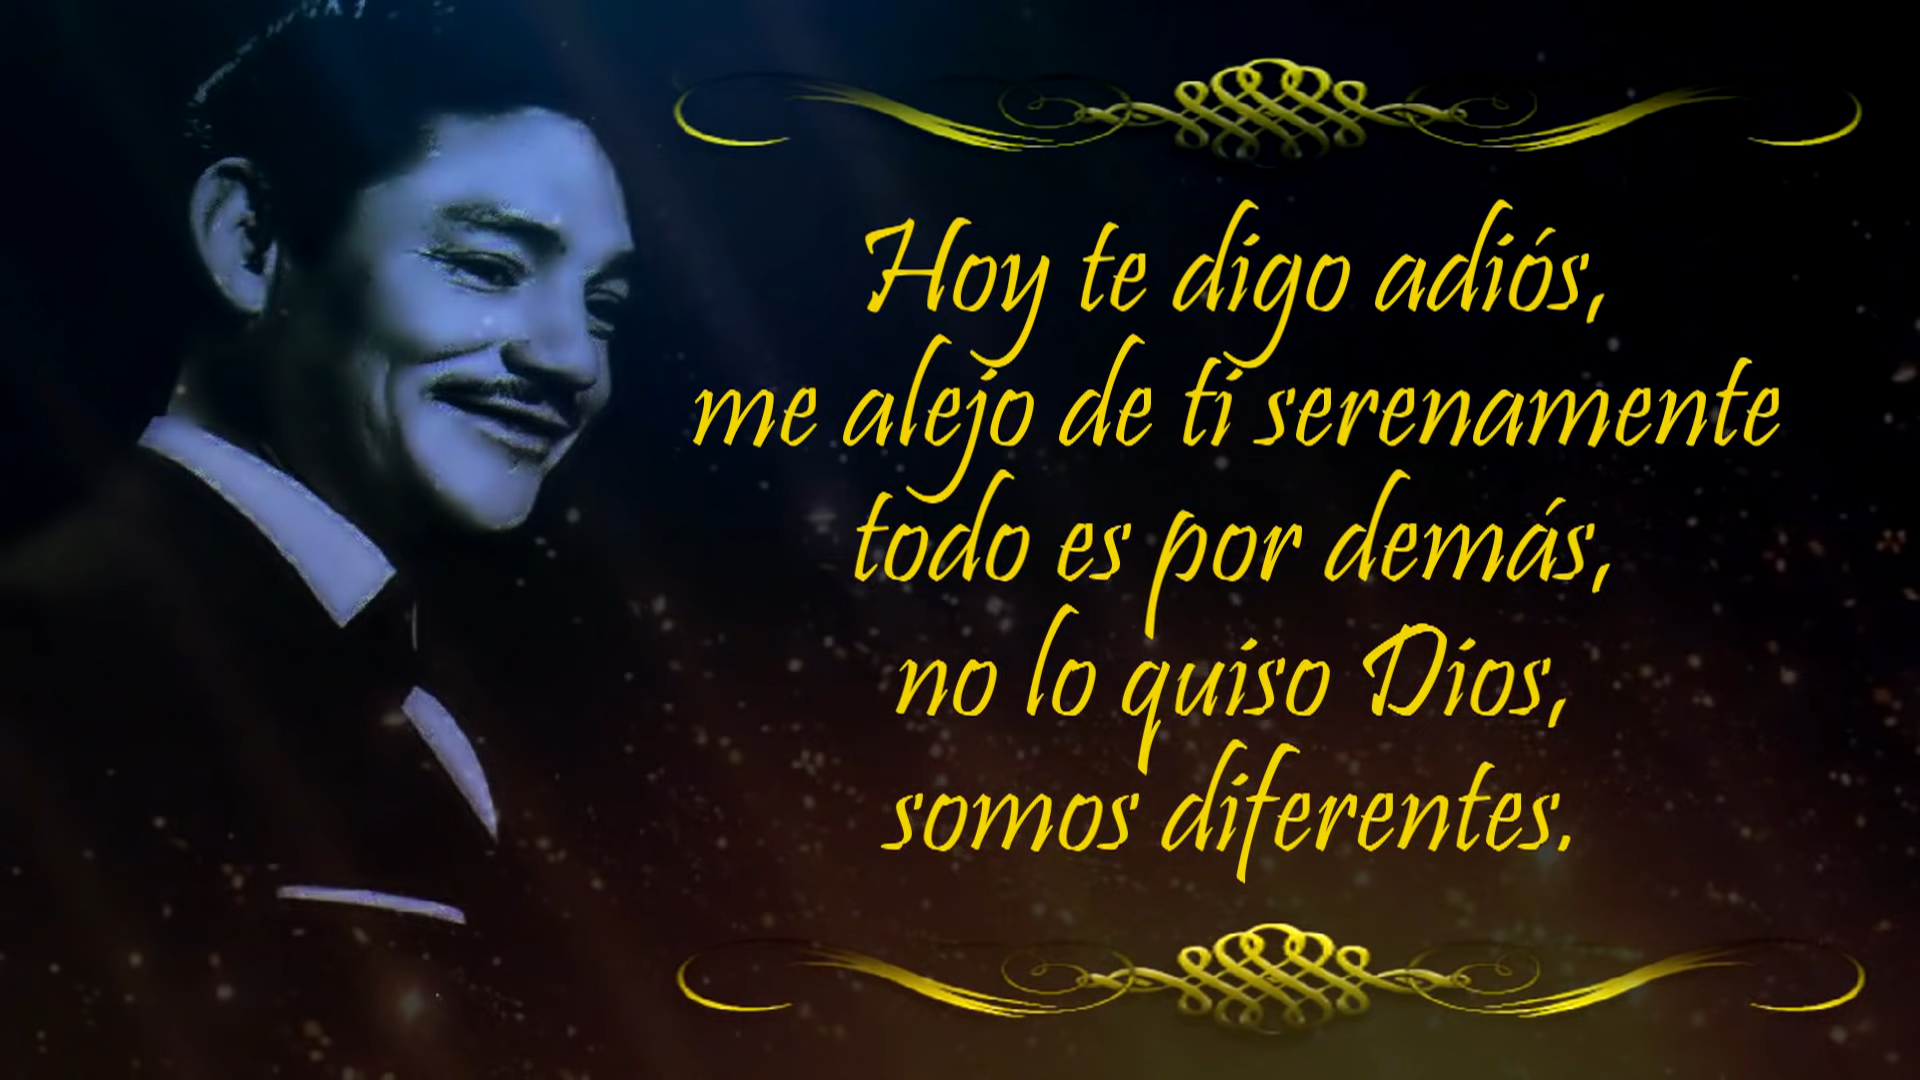 Hoy te digo adiós,
me alejo de ti serenamente
todo es por demás,
no lo quiso Dios,
somos diferentes.